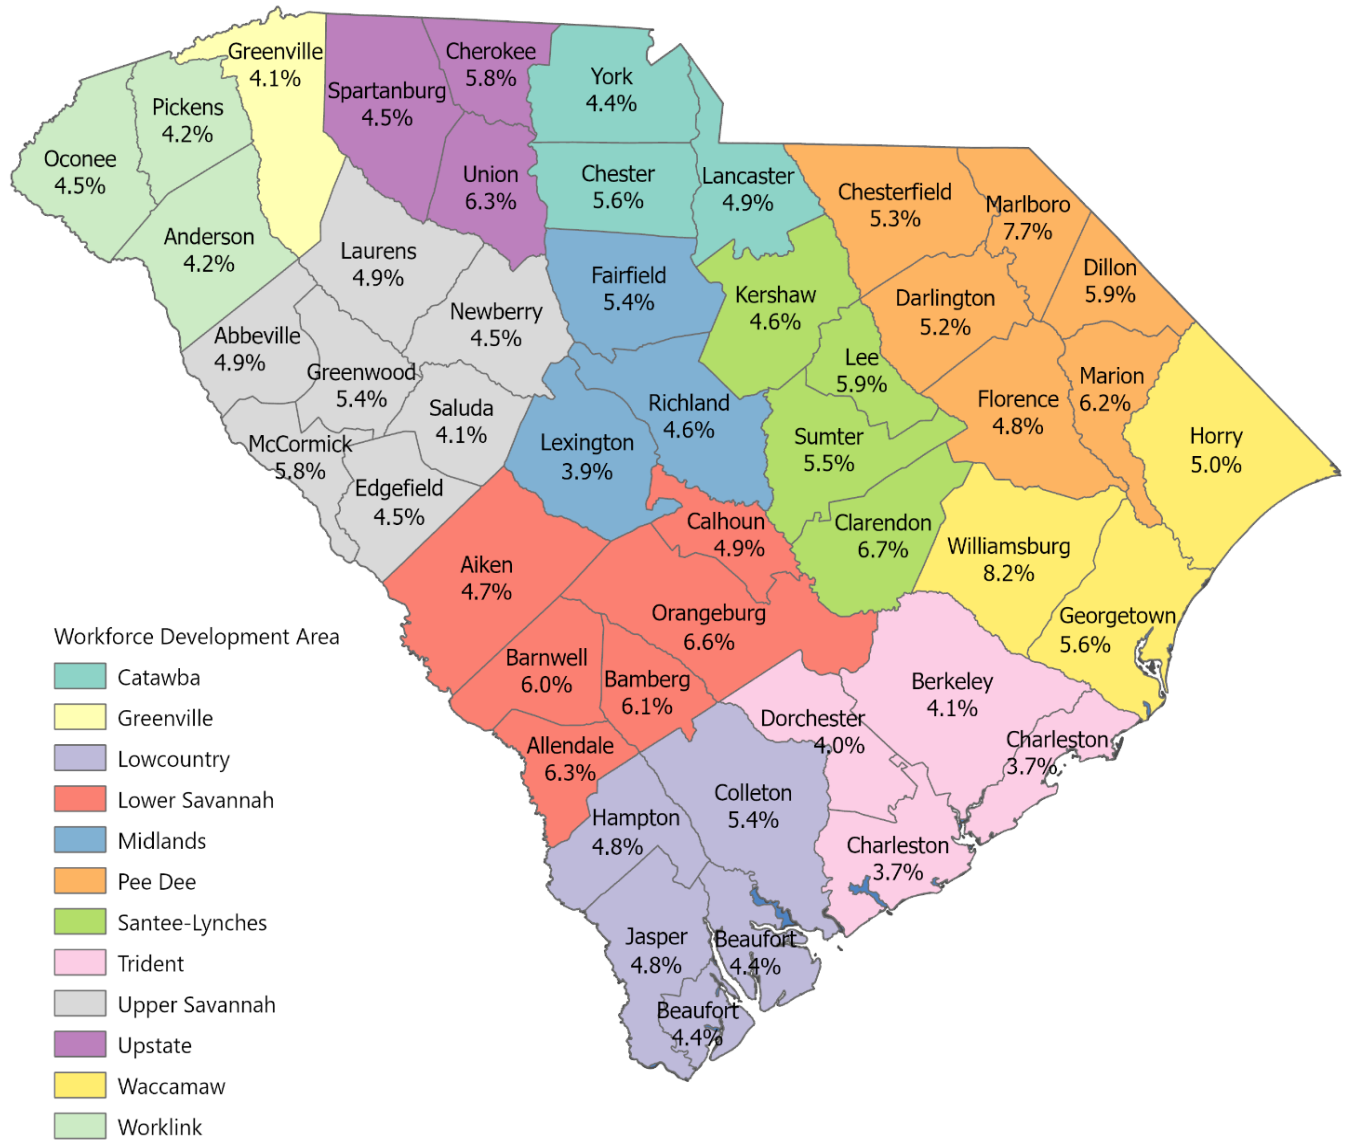 Greenville
4.1%
Cherokee
5.8%
Spartanburg
4.5%
York
4.4%
Pickens
4.2%
Oconee
4.5%
Union
6.3%
Chester
5.6%
Lancaster
4.9%
Chesterfield
5.3%
Marlboro
7.7%
Anderson
4.2%
Laurens
4.9%
Fairfield
5.4%
Kershaw
4.6%
Darlington
5.2%
Dillon
5.9%
Abbeville
4.9%
Newberry
4.5%
Greenwood
5.4%
Lee
5.9%
Marion
6.2%
Saluda
4.1%
Richland
4.6%
Florence
4.8%
McCormick
5.8%
Lexington
3.9%
Sumter
5.5%
Horry
5.0%
Edgefield
4.5%
Calhoun
4.9%
Clarendon
6.7%
Williamsburg
8.2%
Aiken
4.7%
Orangeburg
6.6%
Georgetown
5.6%
Barnwell
6.0%
Bamberg
6.1%
Berkeley
4.1%
Dorchester
4.0%
Charleston
3.7%
Allendale
6.3%
Colleton
5.4%
Hampton
4.8%
Charleston
3.7%
Jasper
4.8%
Beaufort
4.4%
Beaufort
4.4%
Workforce Development Area
Catawba
Greenville
Lowcountry
Lower Savannah
Midlands
Pee Dee
Santee-Lynches
Trident
Upper Savannah
Upstate
Waccamaw
Worklink